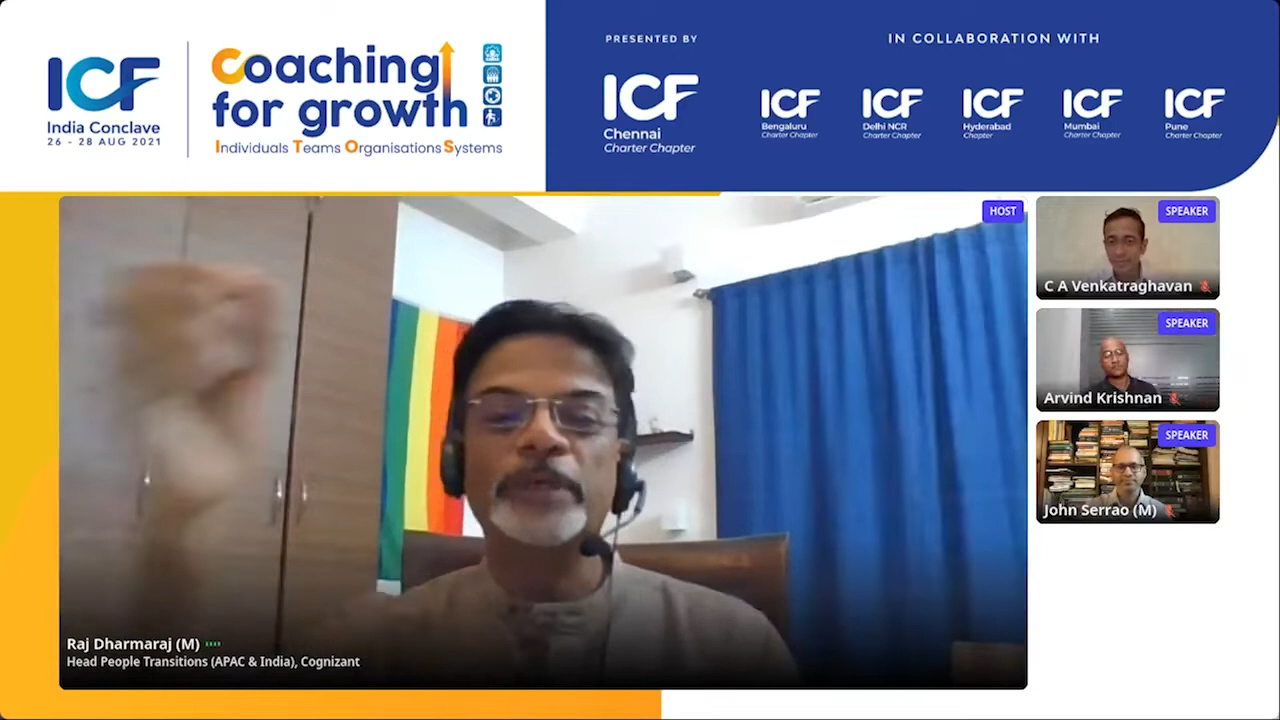 ICF
India Conclave
26 - 28 AUG 2021
Coaching
for growth
Individuals Teams Organisations Systems
PRESENTED BY
ICF
Chennai
Charter Chapter
IN COLLABORATION WITH
ICF
Bengaluru
Charter Chapter
ICF
Delhi NCR
Charter Chapter
ICF
Hyderabad
Chapter
ICF
Mumbai
Charter Chapter
ICF
Pune
Charter Chapter
HOST
Raj Dharmaraj (M)
Head People Transitions (APAC & India), Cognizant
SPEAKER
C A Venkatraghavan
SPEAKER
Arvind Krishnan
SPEAKER
John Serrao (M)